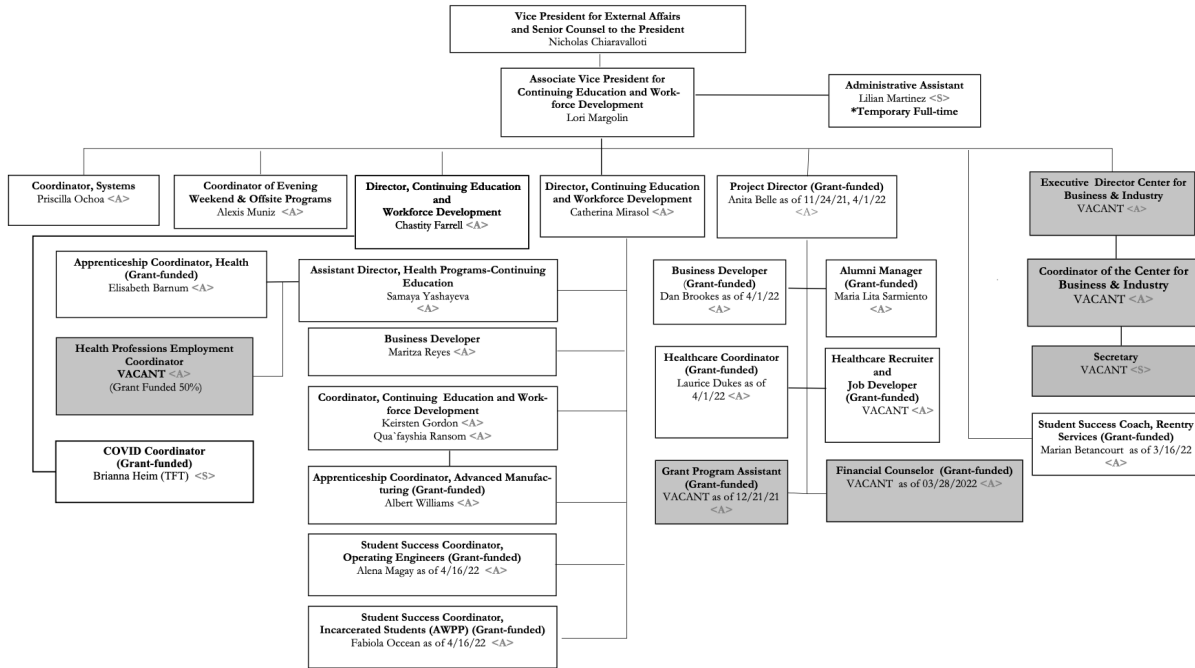 Vice President for External Affairs
and Senior Counsel to the President
Nicholas Chiaravalloti
Associate Vice President for
Continuing Education and Work-
force Development
Lori Margolin
Administrative Assistant
Lilian Martinez <S>
*Temporary Full-time
Coordinator, Systems
Priscilla Ochoa <A>
Coordinator of Evening
Weekend & Offsite Programs
Alexis Muniz <A>
Director, Continuing Education
and
Workforce Development
Chastity Farrell <A>
Director, Continuing Education
and Workforce Development
Catherina Mirasol <A>
Project Director (Grant-funded)
Anita Belle as of 11/24/21, 4/1/22
<A>
Executive Director Center for
Business & Industry
VACANT <A>
Apprenticeship Coordinator, Health
(Grant-funded)
Elisabeth Barnum <A>
Assistant Director, Health Programs-Continuing
Education
Samaya Yashayeva
<A>
Business Developer
(Grant-funded)
Dan Brookes as of 4/1/22
<A>
Alumni Manager
(Grant-funded)
Maria Lita Sarmiento
<A>
Coordinator of the Center for
Business & Industry
VACANT <A>
Health Professions Employment
Coordinator
VACANT <A>
(Grant Funded 50%)
Business Developer
Maritza Reyes <A>
Healthcare Coordinator
(Grant-funded)
Laurice Dukes as of
4/1/22 <A>
Healthcare Recruiter
and
Job Developer
(Grant-funded)
VACANT <A>
Secretary
VACANT <S>
Coordinator, Continuing Education and Work-
force Development
Keirsten Gordon <A>
Qua`fayshia Ransom <A>
Student Success Coach, Reentry
Services (Grant-funded)
Marian Betancourt as of 3/16/22
<A>
COVID Coordinator
(Grant-funded)
Brianna Heim (TFT) <S>
Apprenticeship Coordinator, Advanced Manufac-
turing (Grant-funded)
Albert Williams <A>
Grant Program Assistant
(Grant-funded)
VACANT as of 12/21/21
<A>
Financial Counselor (Grant-funded)
VACANT as of 03/28/2022 <A>
Student Success Coordinator,
Operating Engineers (Grant-funded)
Alena Magay as of 4/16/22 <A>
Student Success Coordinator,
Incarcerated Students (AWPP) (Grant-funded)
Fabiola Occean as of 4/16/22 <A>